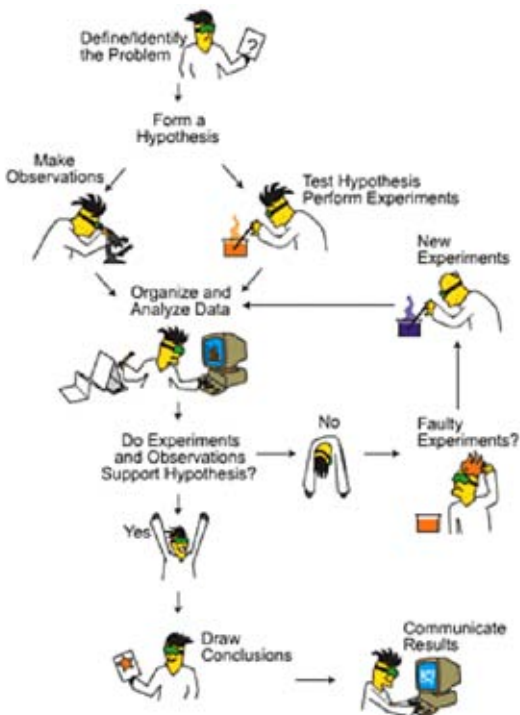 Define/Identify
the Problem
?
Form a
Hypothesis
Make
Observations
Test Hypothesis
Perform Experiments
New
Experiments
Organize and
Analyze Data
Do Experiments
and Observations
Support Hypothesis?
No
Faulty
Experiments?
Yes
Draw
Conclusions
Communicate
Results